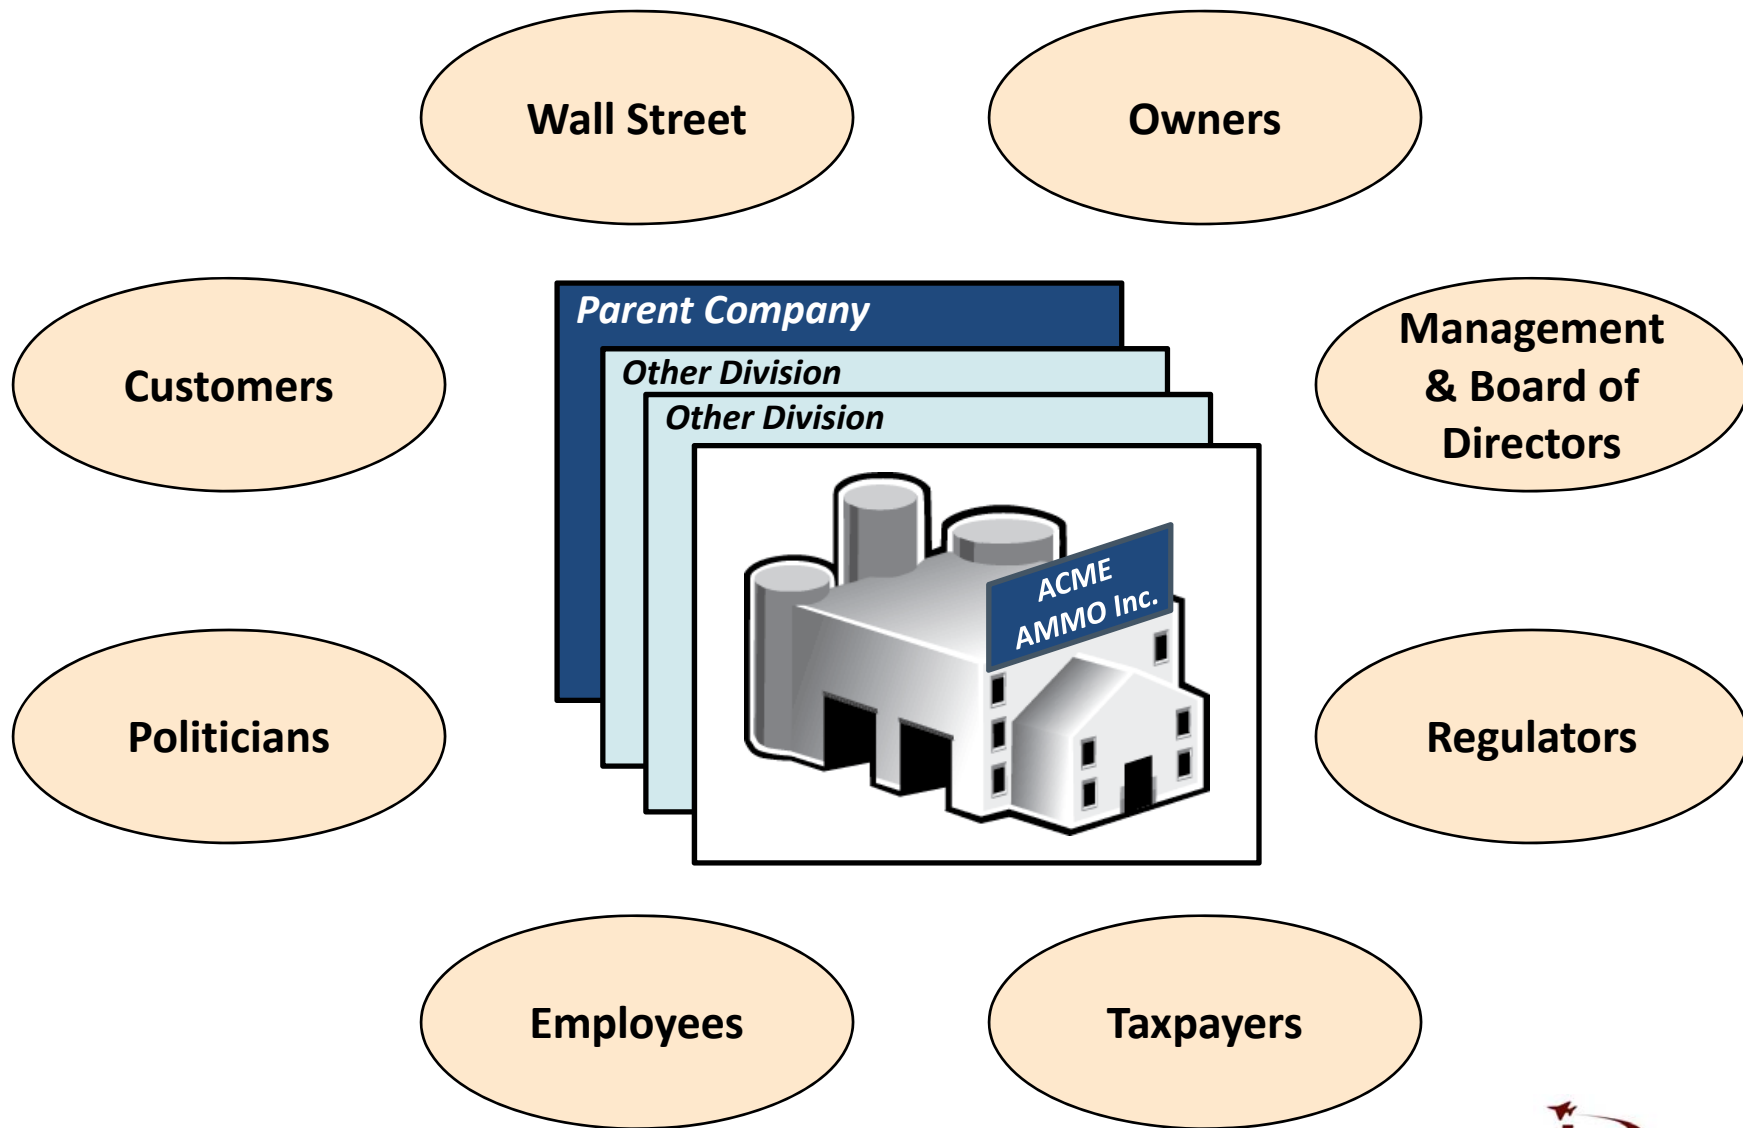 Wall Street
Owners
Customers
Parent Company
Other Division
Other Division
Management
& Board of
Directors
ACME
AMMO Inc.
Politicians
Regulators
Employees
Taxpayers